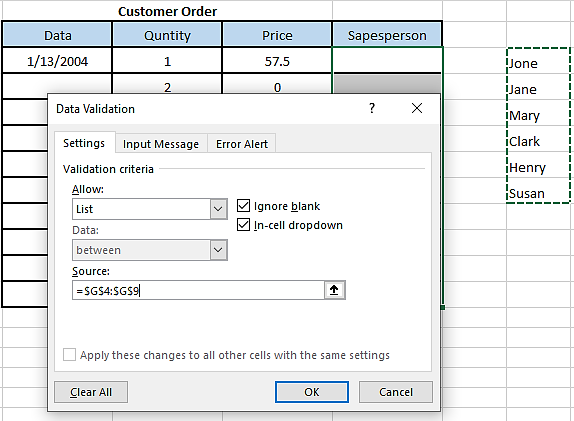 Customer Order
Data Quntity Price Sapesperson
1/13/2004 1 57.5
2 0
Jone
Jane
Mary
Clark
Henry
Susan
Data Validation ? ×
Settings Input Message Error Alert
Validation criteria
Allow:
List
Ignore blank
In-cell dropdown
Data:
between
Source:
=$G$4:$G$9
Apply these changes to all other cells with the same settings
Clear All OK Cancel